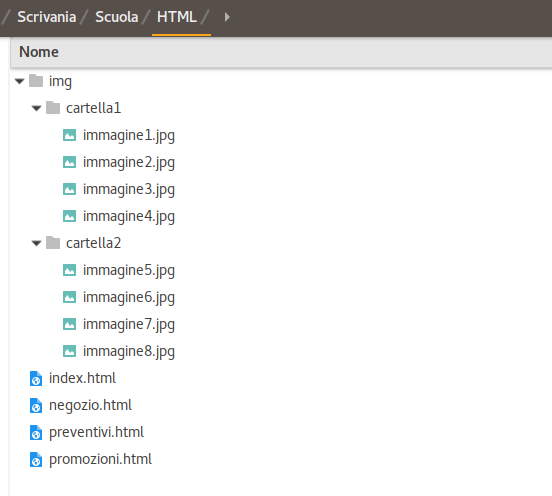 / Scrivania / Scuola / HTML /
Nome
img
cartella1
immagine1.jpg
immagine2.jpg
immagine3.jpg
immagine4.jpg
cartella2
immagine5.jpg
immagine6.jpg
immagine7.jpg
immagine8.jpg
index.html
negozio.html
preventivi.html
promozioni.html